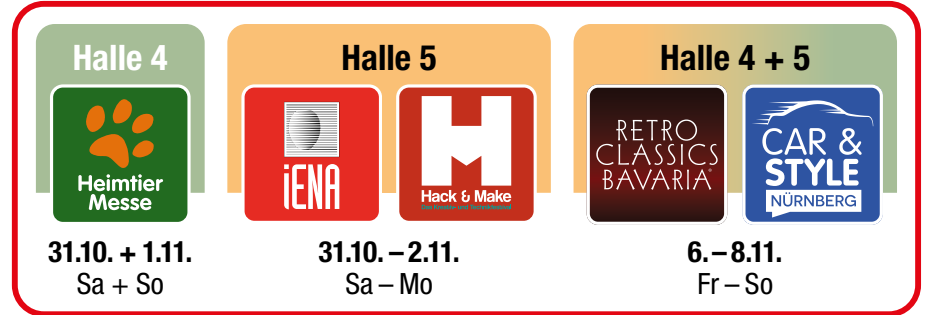 Halle 4
Heimtier
Messe
31.10. + 1.11.
Sa + So
Halle 5
iENA
H
Hack & Make
31.10. – 2.11.
Sa – Mo
Halle 4 + 5
RETRO
CLASSICS
BAVARIA
CAR &
STYLE
NÜRNBERG
6. – 8.11.
Fr – So